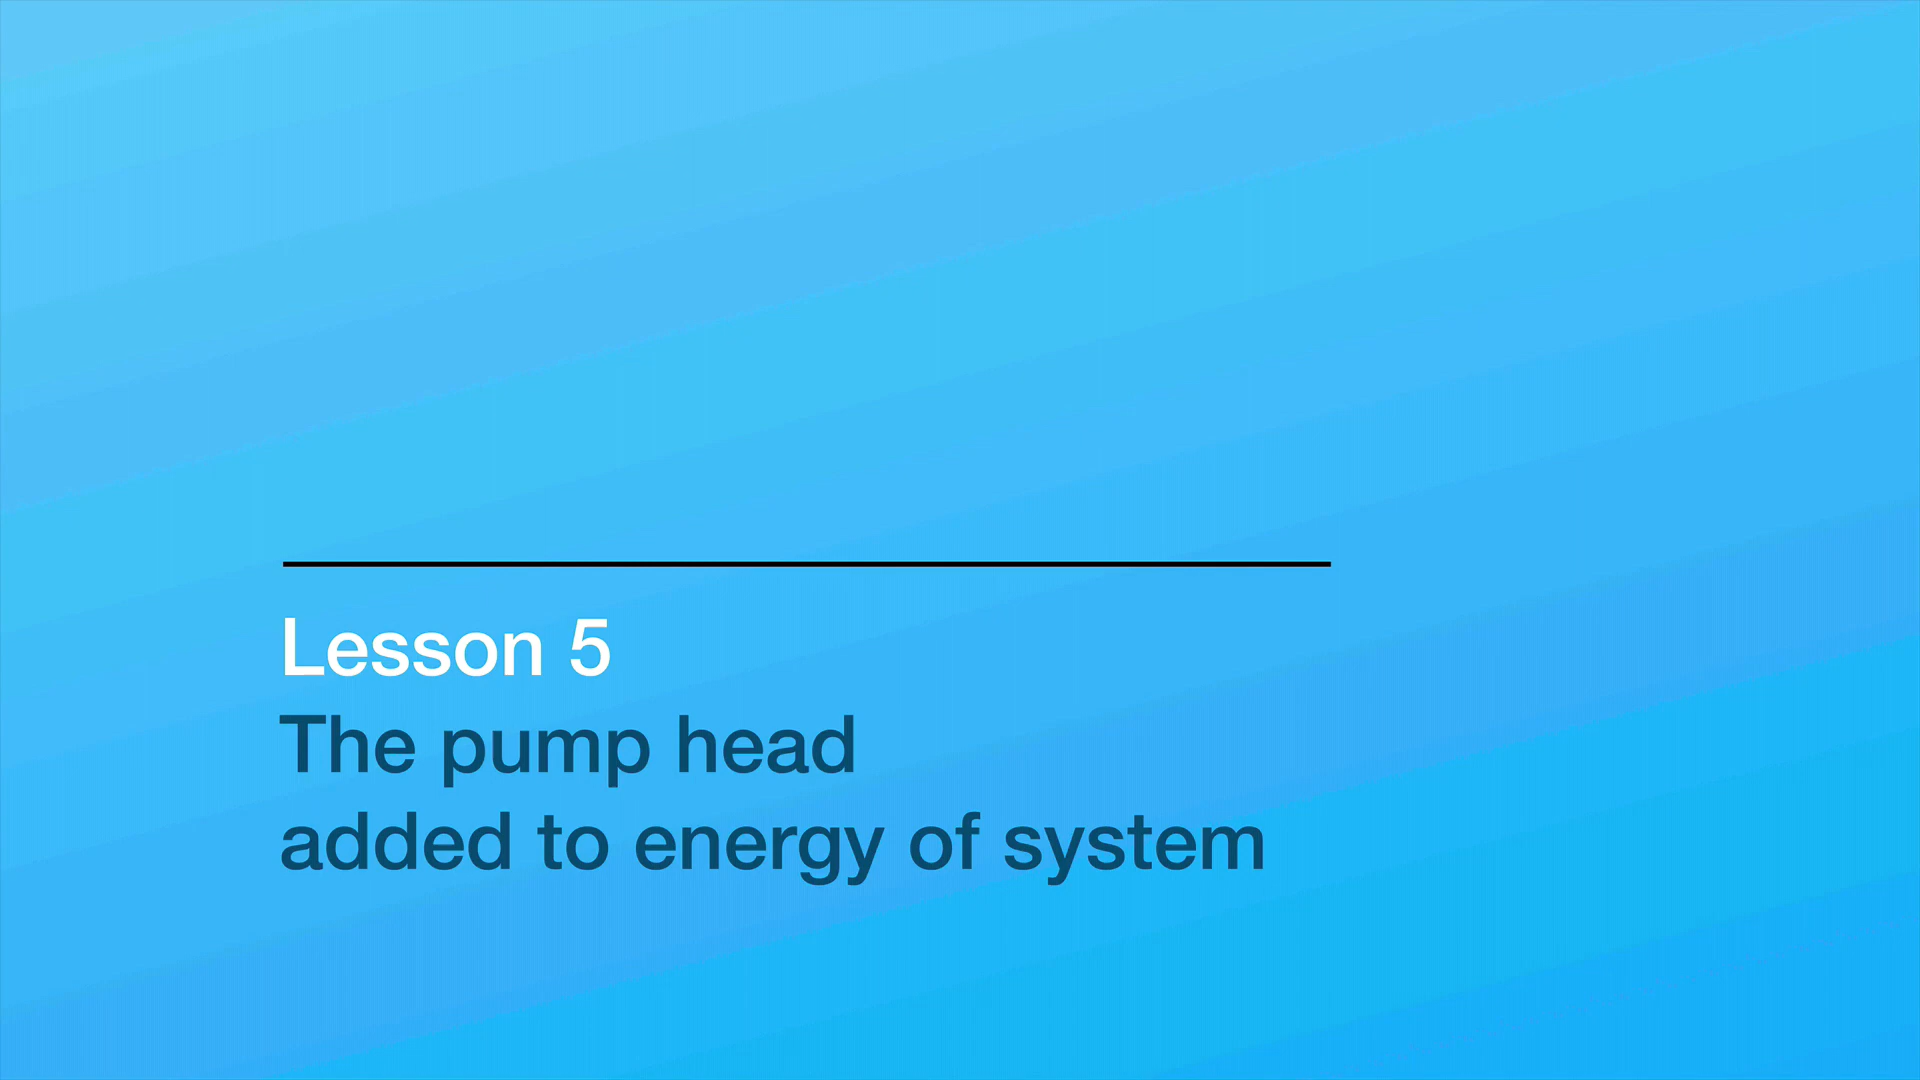 Lesson 5
The pump head
added to energy of system